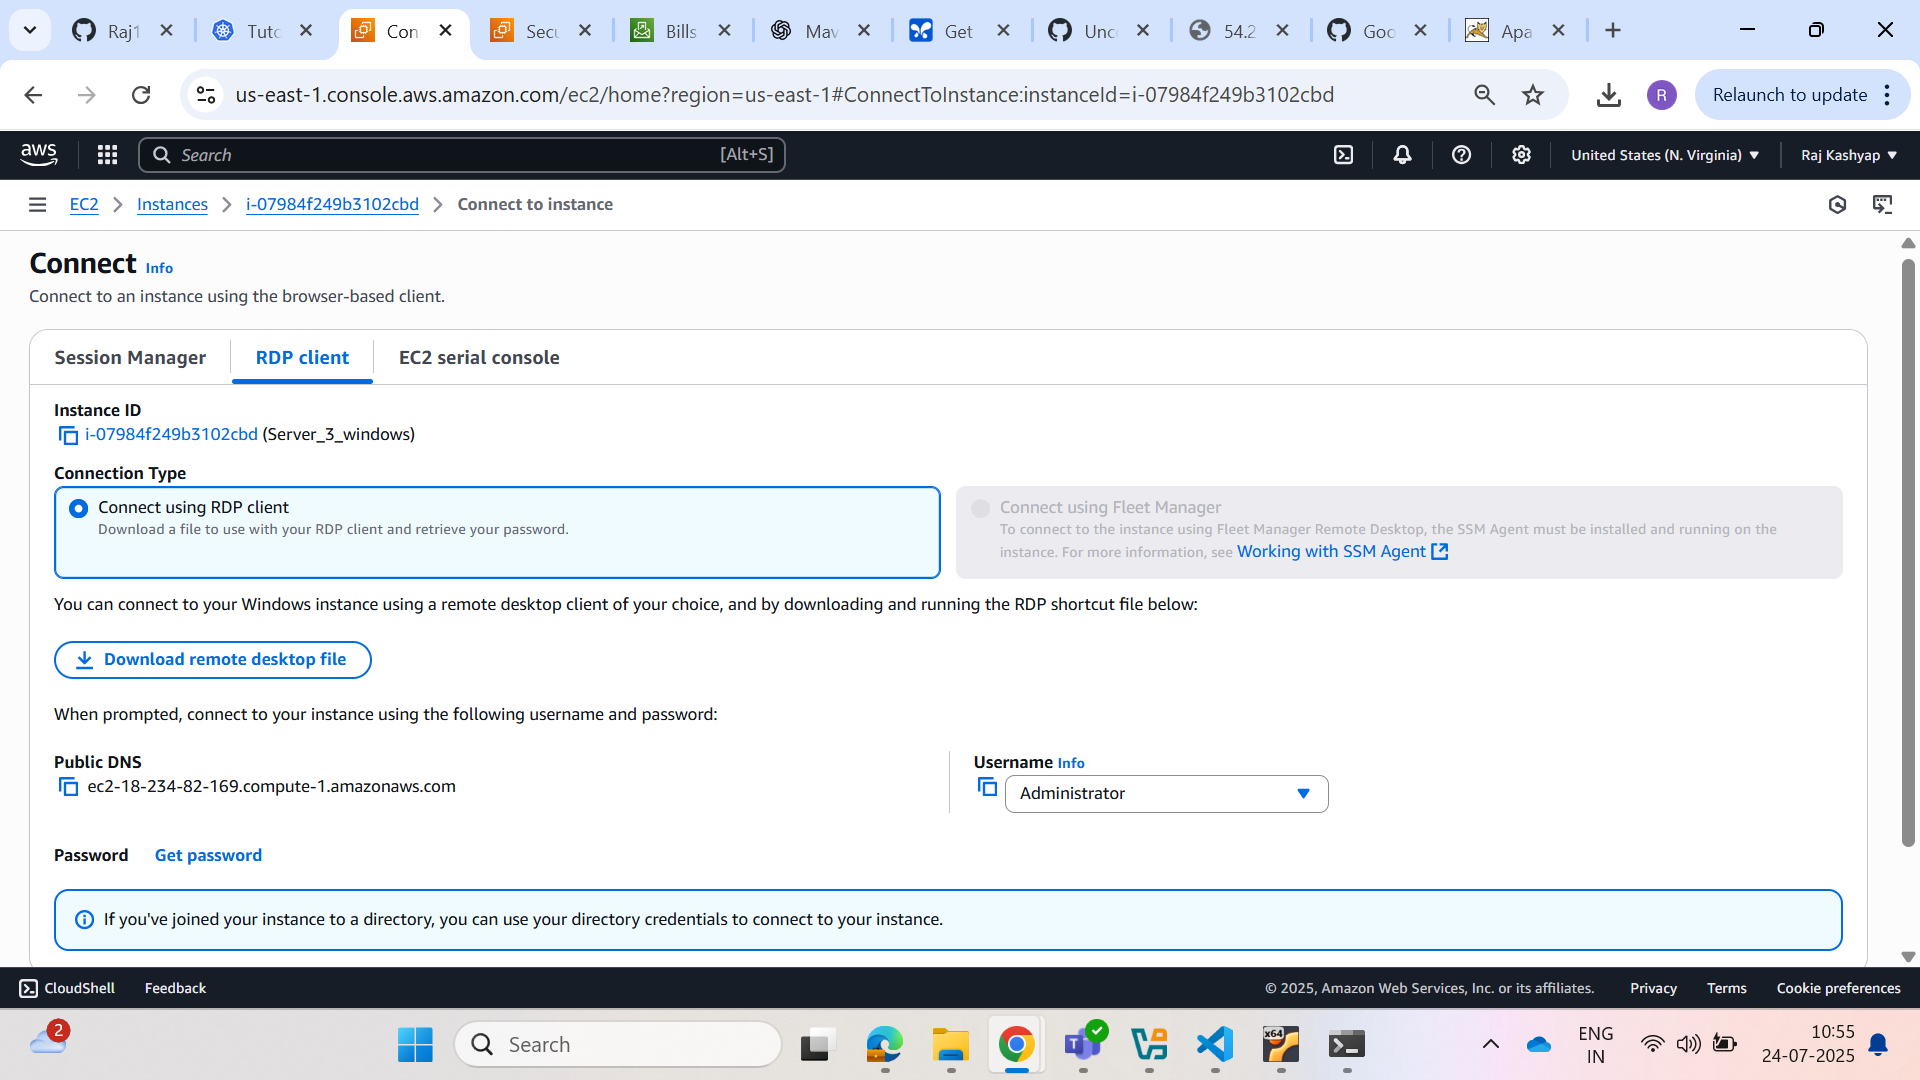 Raj1
Tuto
Con
Secu
Bills
Mav
Get
Unc
54.2
Goo
Apa
us-east-1.console.aws.amazon.com/ec2/home?region=us-east-1#ConnectToInstance:instanceId=i-07984f249b3102cbd
R
Relaunch to update
aws
Search
[Alt+S]
United States (N. Virginia)
Raj Kashyap
EC2
Instances
i-07984f249b3102cbd
Connect to instance
Connect Info
Connect to an instance using the browser-based client.
Session Manager
RDP client
EC2 serial console
Instance ID
i-07984f249b3102cbd (Server_3_windows)
Connection Type
Connect using RDP client
Download a file to use with your RDP client and retrieve your password.
Connect using Fleet Manager
To connect to the instance using Fleet Manager Remote Desktop, the SSM Agent must be installed and running on the
instance. For more information, see Working with SSM Agent
You can connect to your Windows instance using a remote desktop client of your choice, and by downloading and running the RDP shortcut file below:
Download remote desktop file
When prompted, connect to your instance using the following username and password:
Public DNS
ec2-18-234-82-169.compute-1.amazonaws.com
Username Info
Administrator
Password Get password
If you've joined your instance to a directory, you can use your directory credentials to connect to your instance.
CloudShell
Feedback
© 2025, Amazon Web Services, Inc. or its affiliates.
Privacy
Terms
Cookie preferences
2
Search
x64
ENG
IN
10:55
24-07-2025